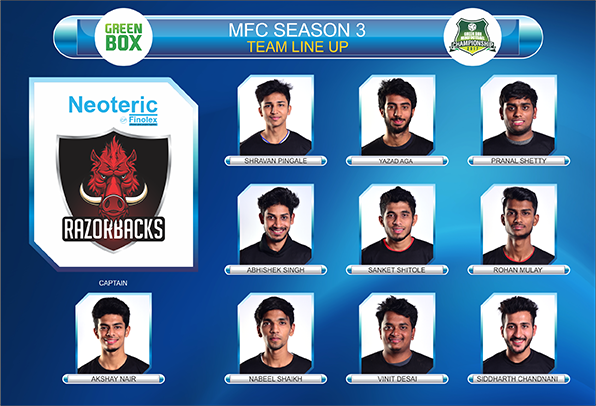 GREEN
BOX
MFC SEASON 3
TEAM LINE UP
CHAMPIONSHIP
Neoteric
Finolex
RAZORBACKS
SHRAVAN PINGALE
YAZAD AGA
PRANAL SHETTY
ABHISHEK SINGH
SANKET SHITOLE
ROHAN MULAY
CAPTAIN
AKSHAY NAIR
NABEEL SHAIKH
VINIT DESAI
SIDDHARTH CHANDNANI